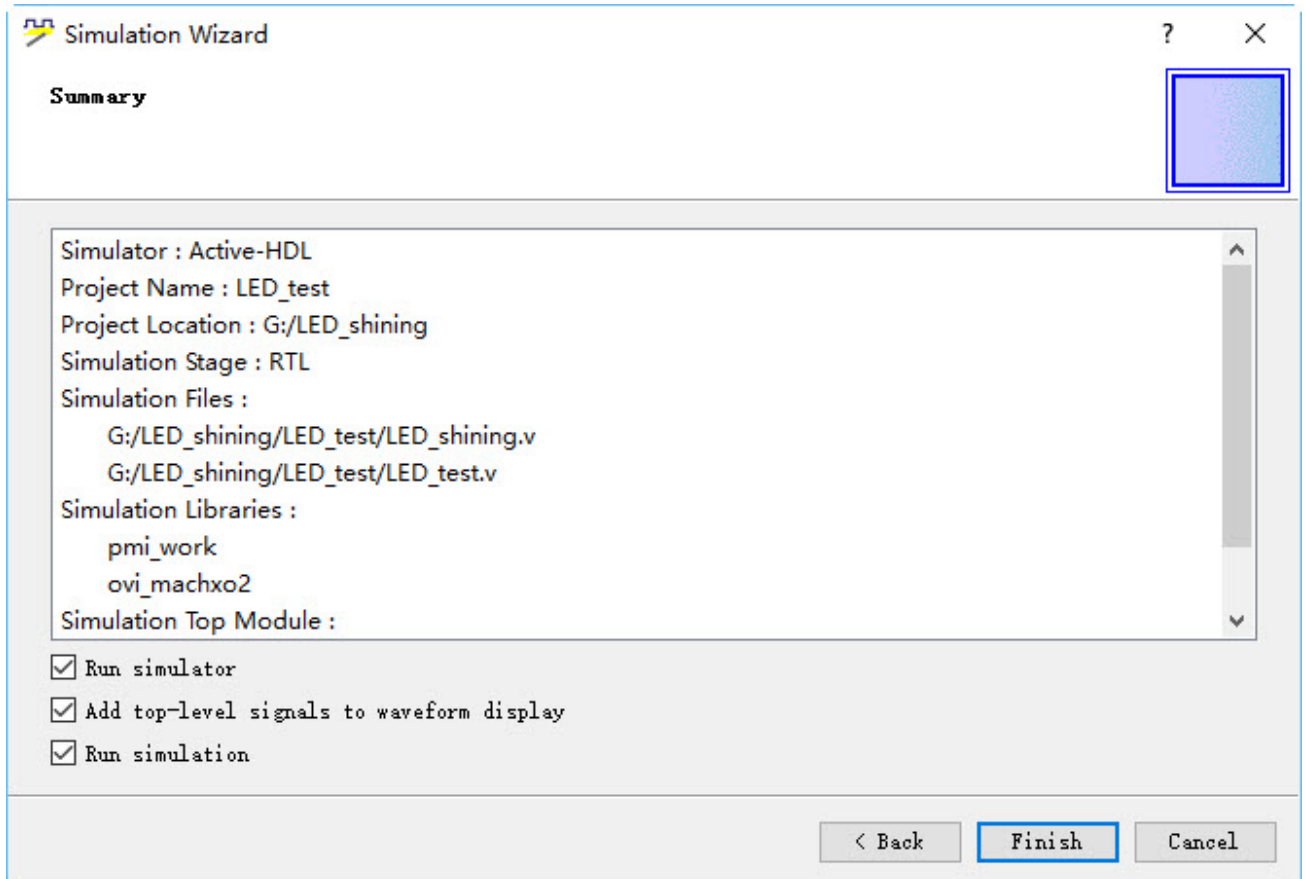 Simulation Wizard
?
Summary
Simulator : Active-HDL
Project Name : LED_test
Project Location : G:/LED_shining
Simulation Stage : RTL
Simulation Files :
G:/LED_shining/LED_test/LED_shining.v
G:/LED_shining/LED_test/LED_test.v
Simulation Libraries :
pmi_work
ovi_machxo2
Simulation Top Module :
Run simulator
Add top-level signals to waveform display
Run simulation
< Back
Finish
Cancel